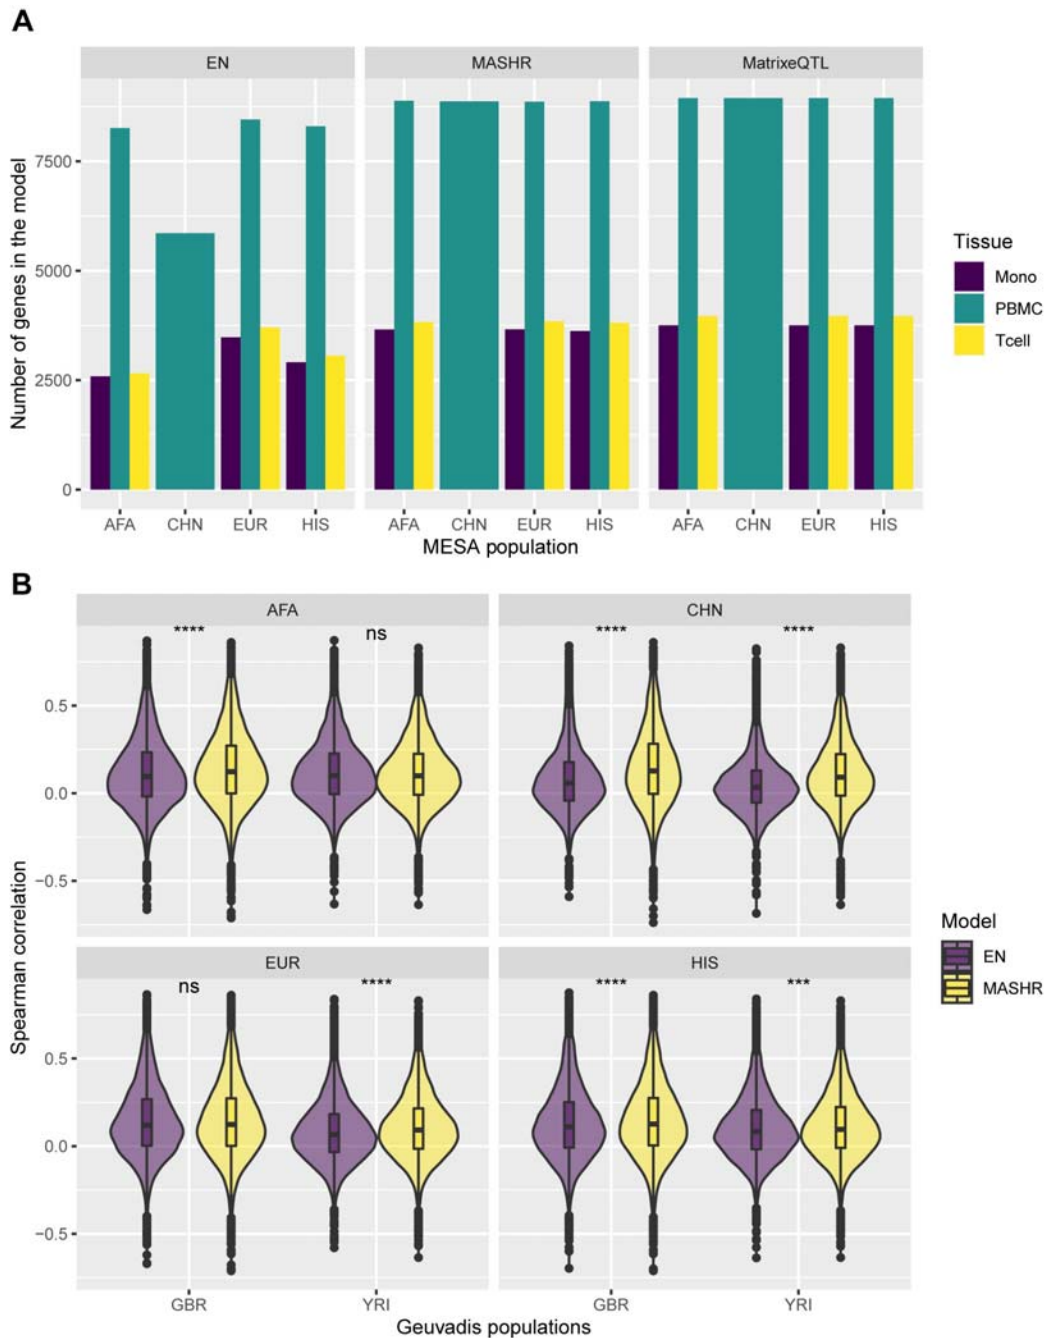 A
EN MASHR MatrixeQTL
Number of genes in the model
7500
5000
2500
0
AFA CHN EUR HIS AFA CHN EUR HIS AFA CHN EUR HIS
MESA population
Tissue
Mono
PBMC
Tcell
B
AFA CHN
**** ns **** ****
0.5
0.0
−0.5
EUR HIS
ns **** **** ***
0.5
0.0
−0.5
Spearman correlation
GBR YRI GBR YRI
Geuvadis populations
Model
EN
MASHR